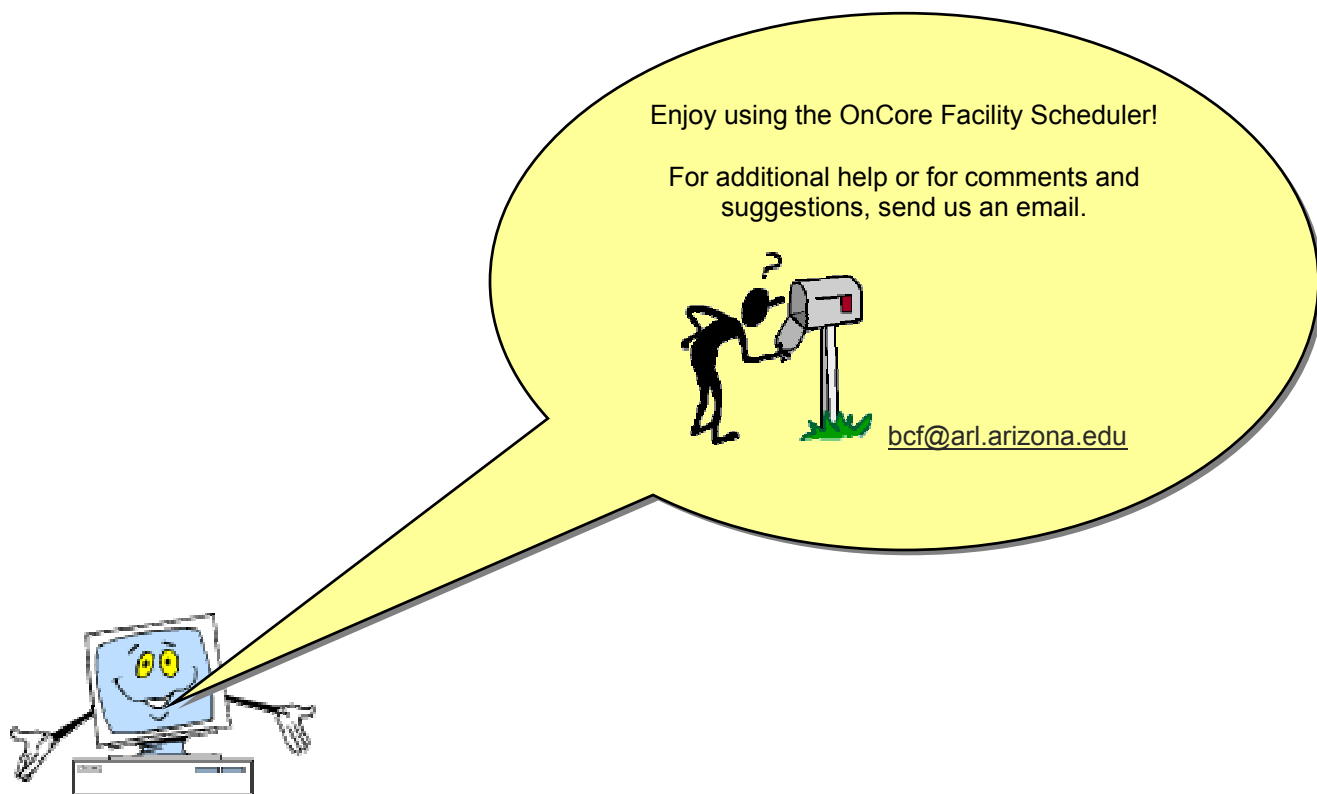 Enjoy using the OnCore Facility Scheduler!
For additional help or for comments and
suggestions, send us an email.
?
bcf@arl.arizona.edu